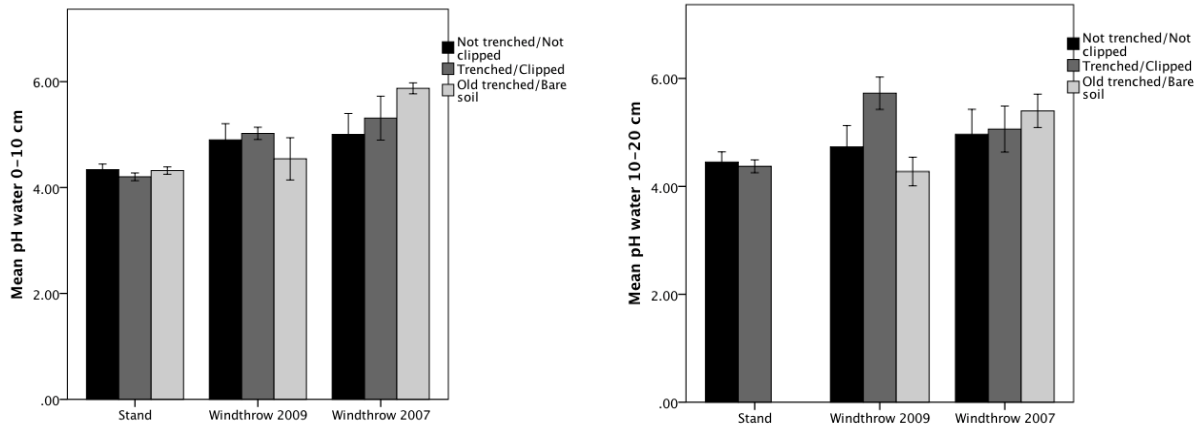 Mean pH water 0–10 cm
6.00
4.00
2.00
.00
Stand
Windthrow 2009
Windthrow 2007
Not trenched/Not
clipped
Trenched/Clipped
Old trenched/Bare
soil
Mean pH water 10–20 cm
6.00
4.00
2.00
.00
Stand
Windthrow 2009
Windthrow 2007
Not trenched/Not
clipped
Trenched/Clipped
Old trenched/Bare
soil